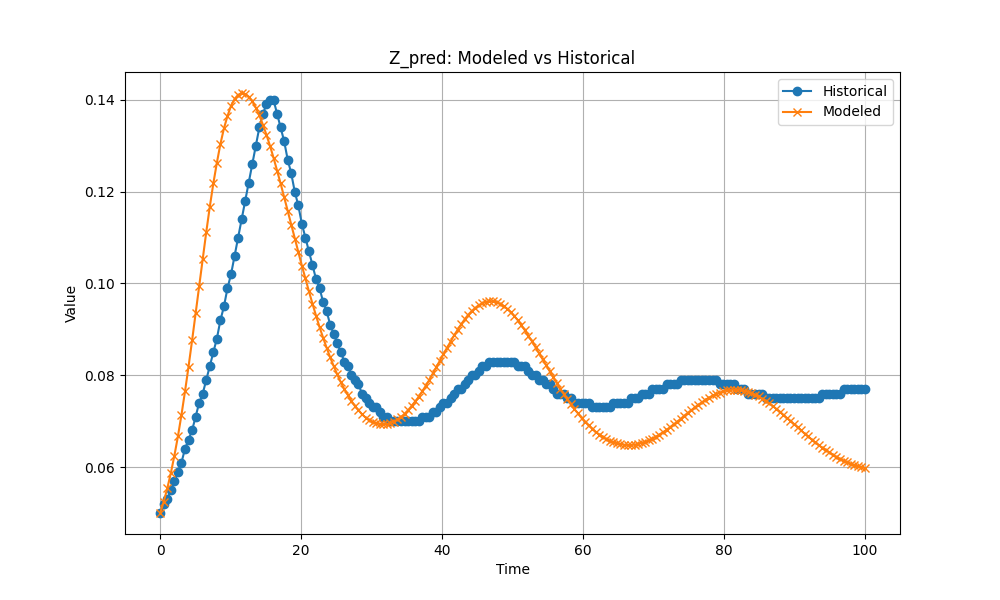 Z_pred: Modeled vs Historical
Historical
Modeled
Value
0.14
0.12
0.10
0.08
0.06
0 20 40 60 80 100
Time